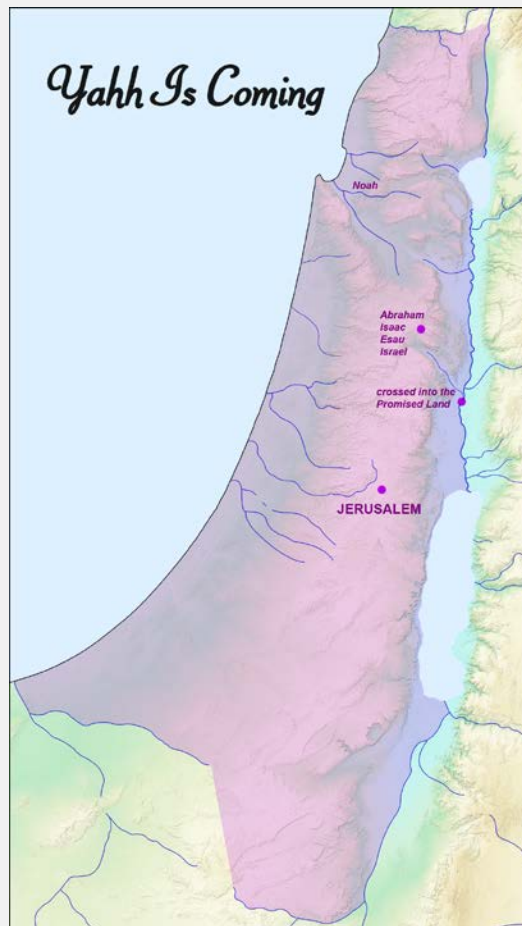 Yahh Is Coming
Noah
Abraham
Isaac
Esau
Israel
crossed into the
Promised Land
JERUSALEM